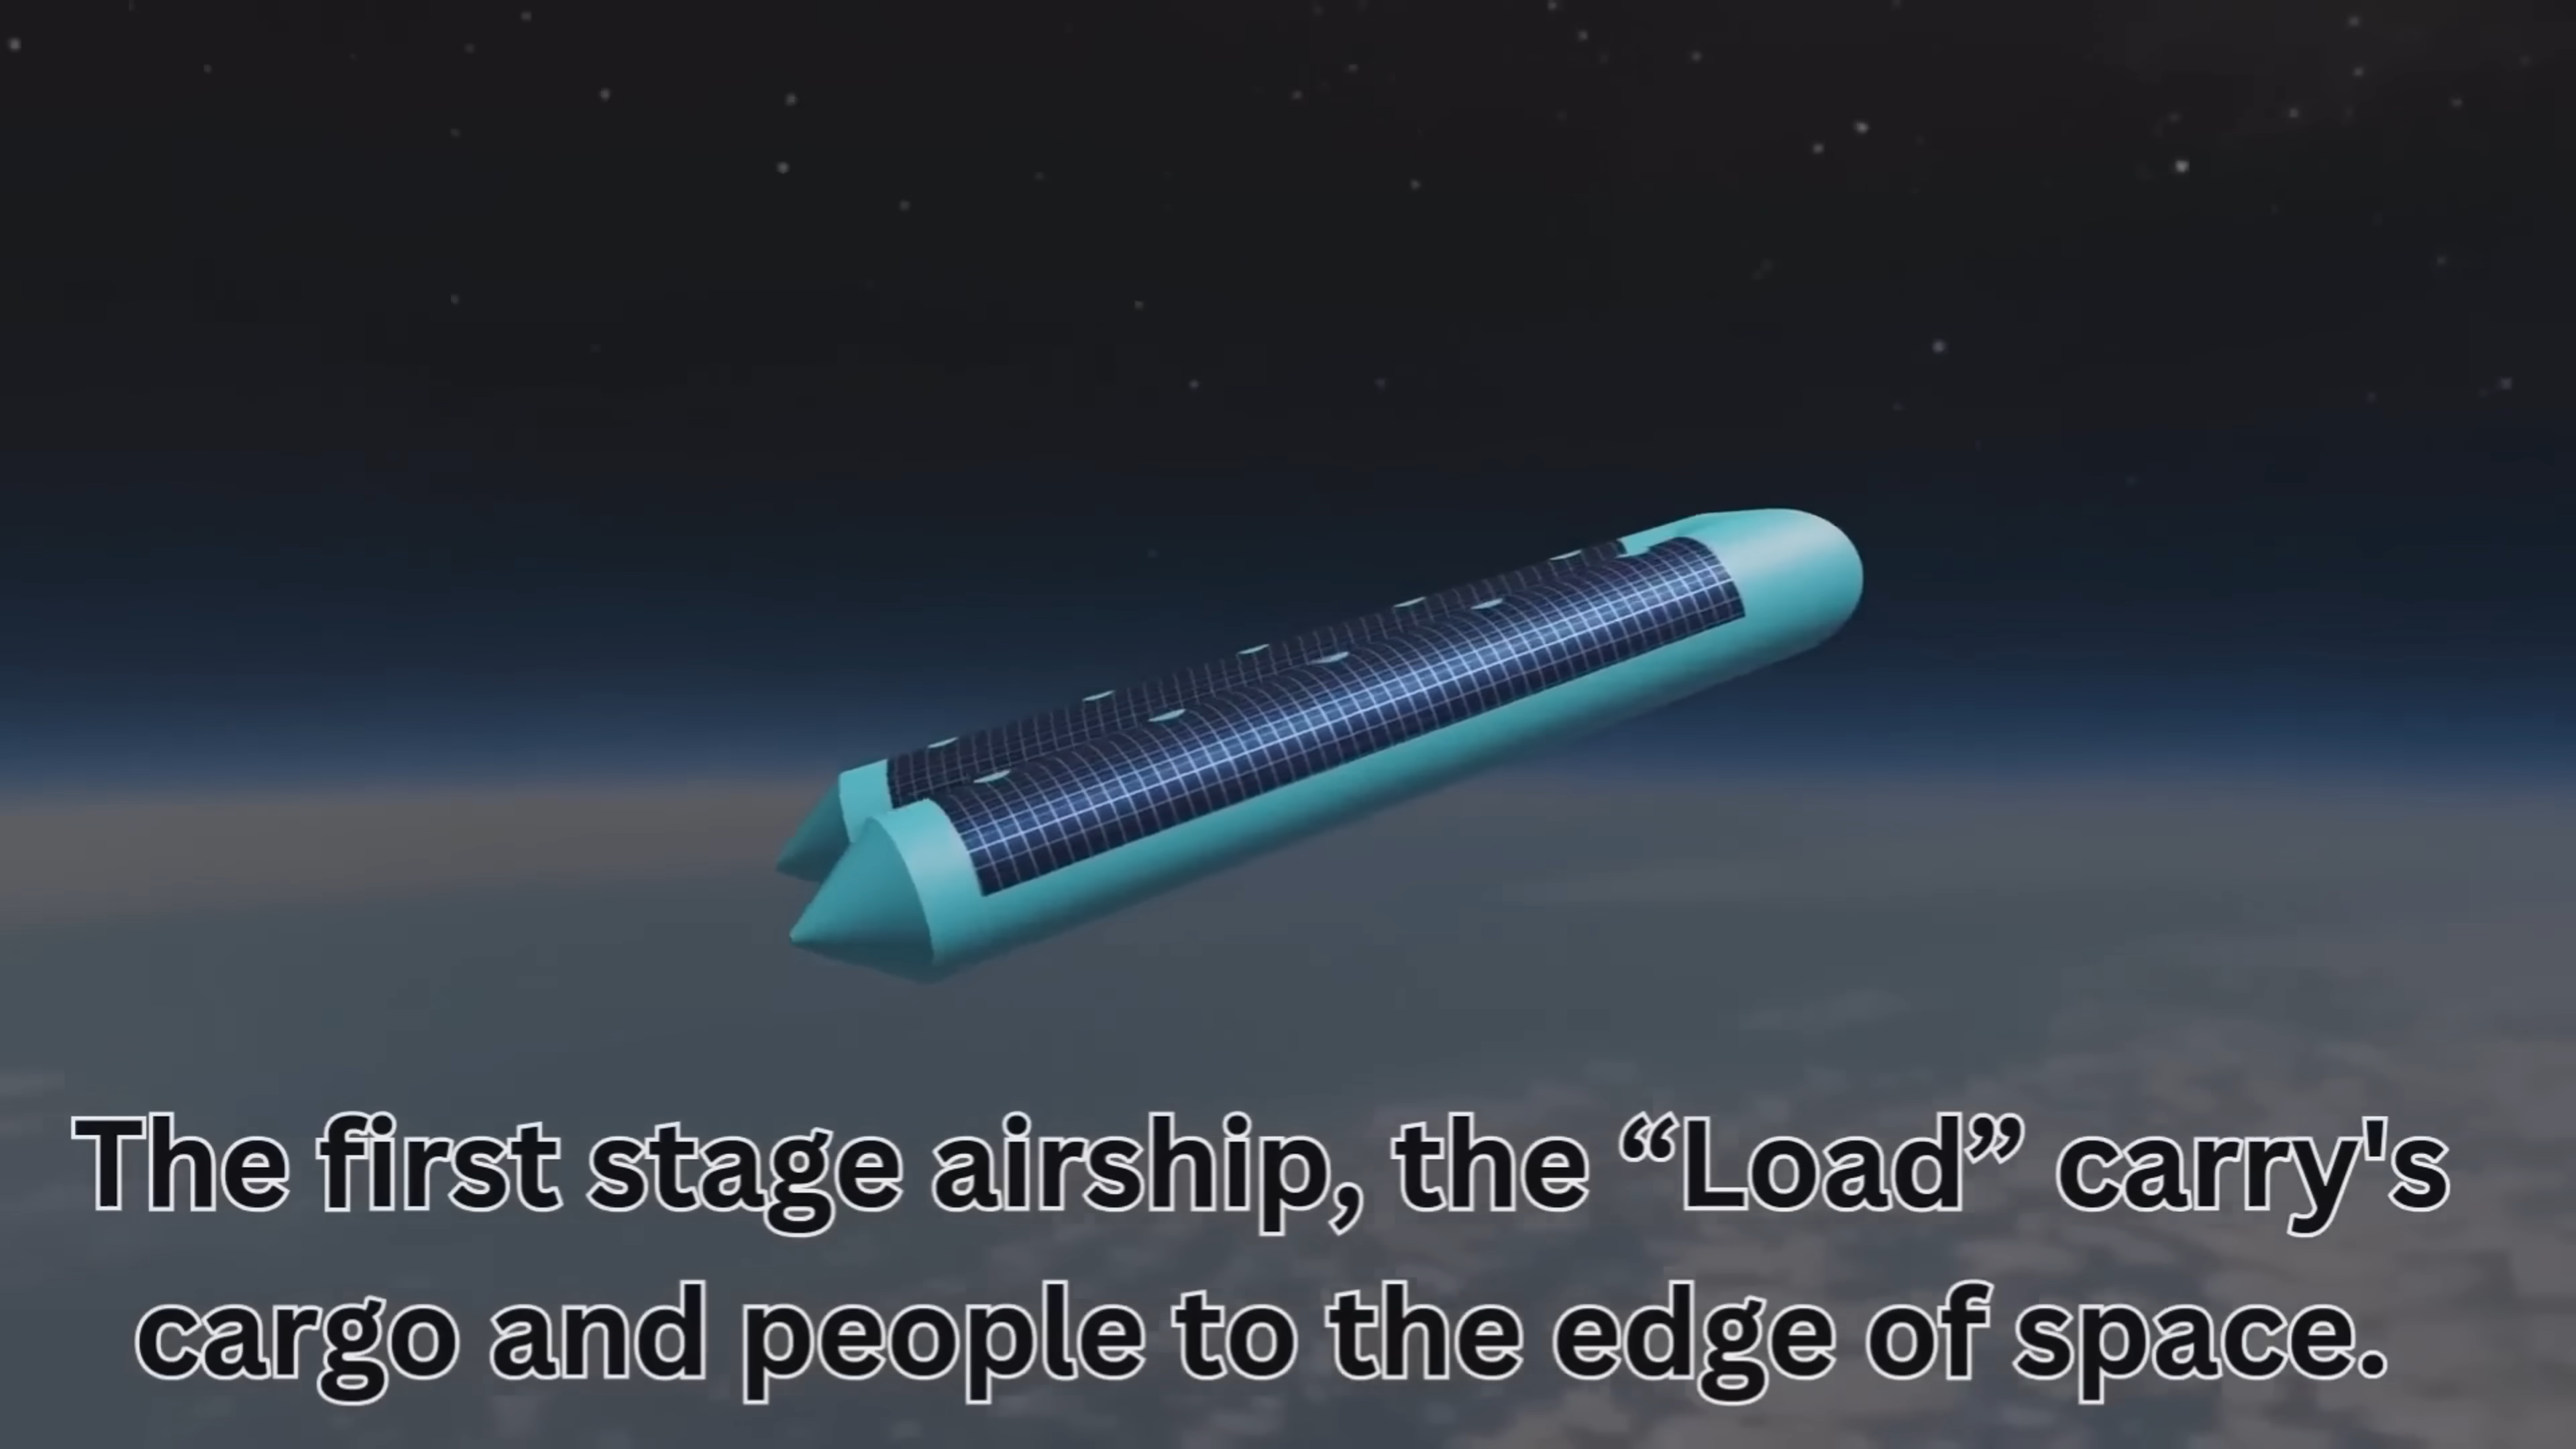 The first stage airship, the “Load” carry's
cargo and people to the edge of space.